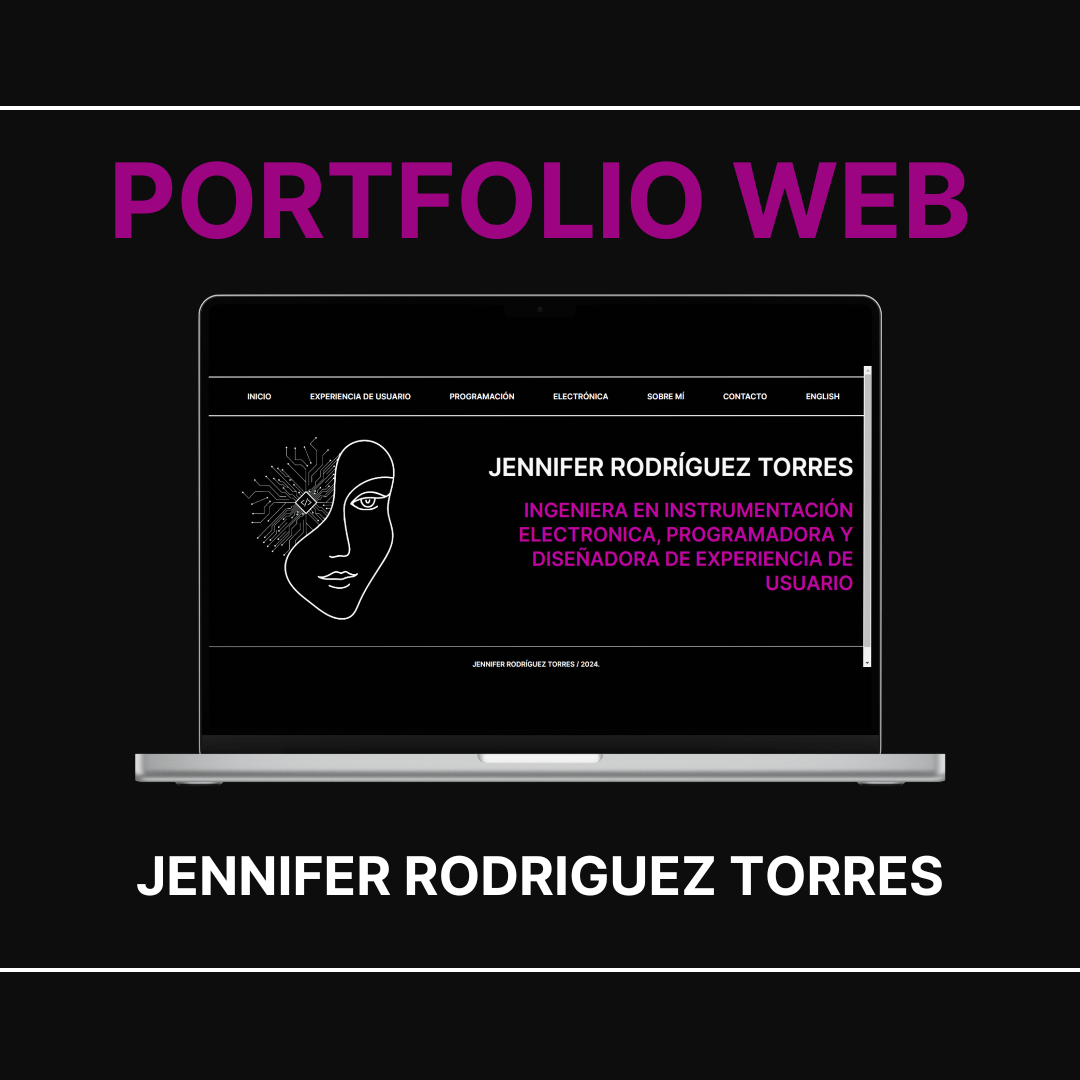 PORTFOLIO WEB
INICIO EXPERIENCIA DE USUARIO PROGRAMACIÓN ELECTRÓNICA SOBRE MÍ CONTACTO ENGLISH
JENNIFER RODRÍGUEZ TORRES
INGENIERA EN INSTRUMENTACIÓN
ELECTRONICA, PROGRAMADORA Y
DISEÑADORA DE EXPERIENCIA DE
USUARIO
JENNIFER RODRÍGUEZ TORRES / 2024.
JENNIFER RODRIGUEZ TORRES